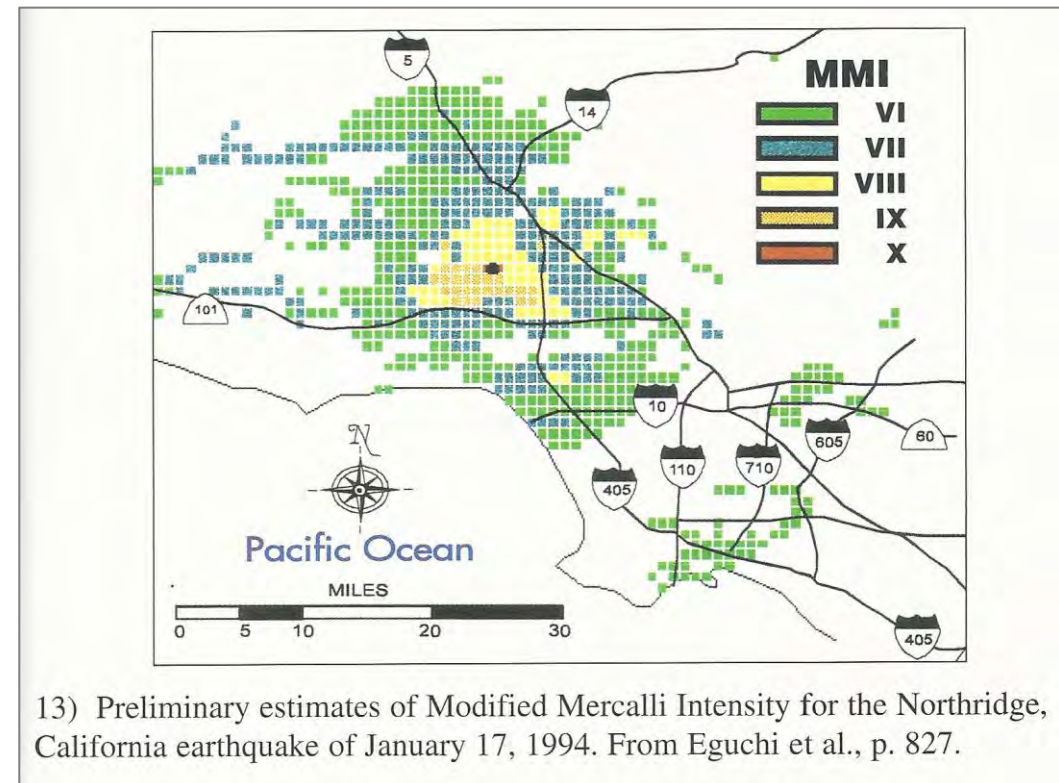 5
14
MMI
VI
VII
VIII
IX
X
101
10
60
605
110
710
405
N
Pacific Ocean
MILES
0 5 10 20 30
405
13) Preliminary estimates of Modified Mercalli Intensity for the Northridge,
California earthquake of January 17, 1994. From Eguchi et al., p. 827.